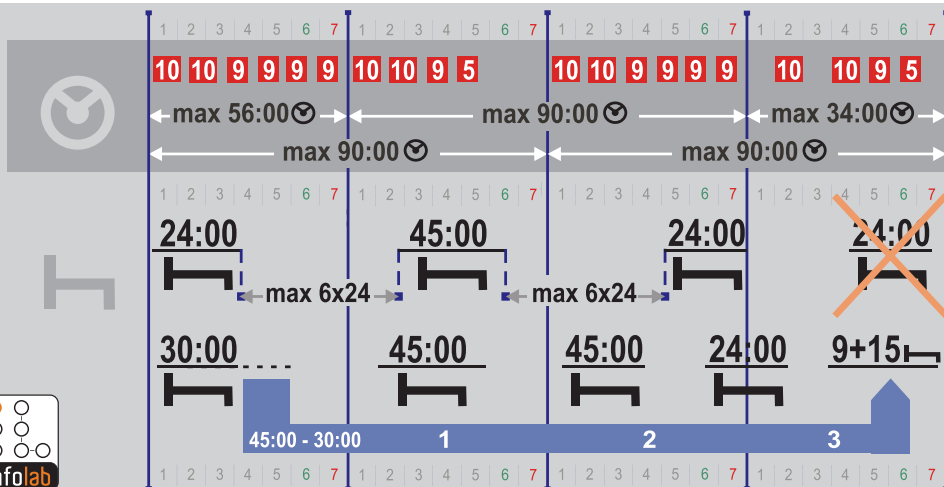 1 2 3 4 5 6 7 1 2 3 4 5 6 7 1 2 3 4 5 6 7 1 2 3 4 5 6 7
10 10 9 9 9 9 10 10 9 5 10 10 9 9 9 9 10 10 9 5
max 56:00 max 90:00 max 34:00
max 90:00 max 90:00
1 2 3 4 5 6 7 1 2 3 4 5 6 7 1 2 3 4 5 6 7 1 2 3 4 5 6 7
24:00 45:00 24:00 24:00
max 6x24 max 6x24
30:00 45:00 45:00 24:00 9+15
45:00 - 30:00 1 2 3
nfolab
1 2 3 4 5 6 7 1 2 3 4 5 6 7 1 2 3 4 5 6 7 1 2 3 4 5 6 7